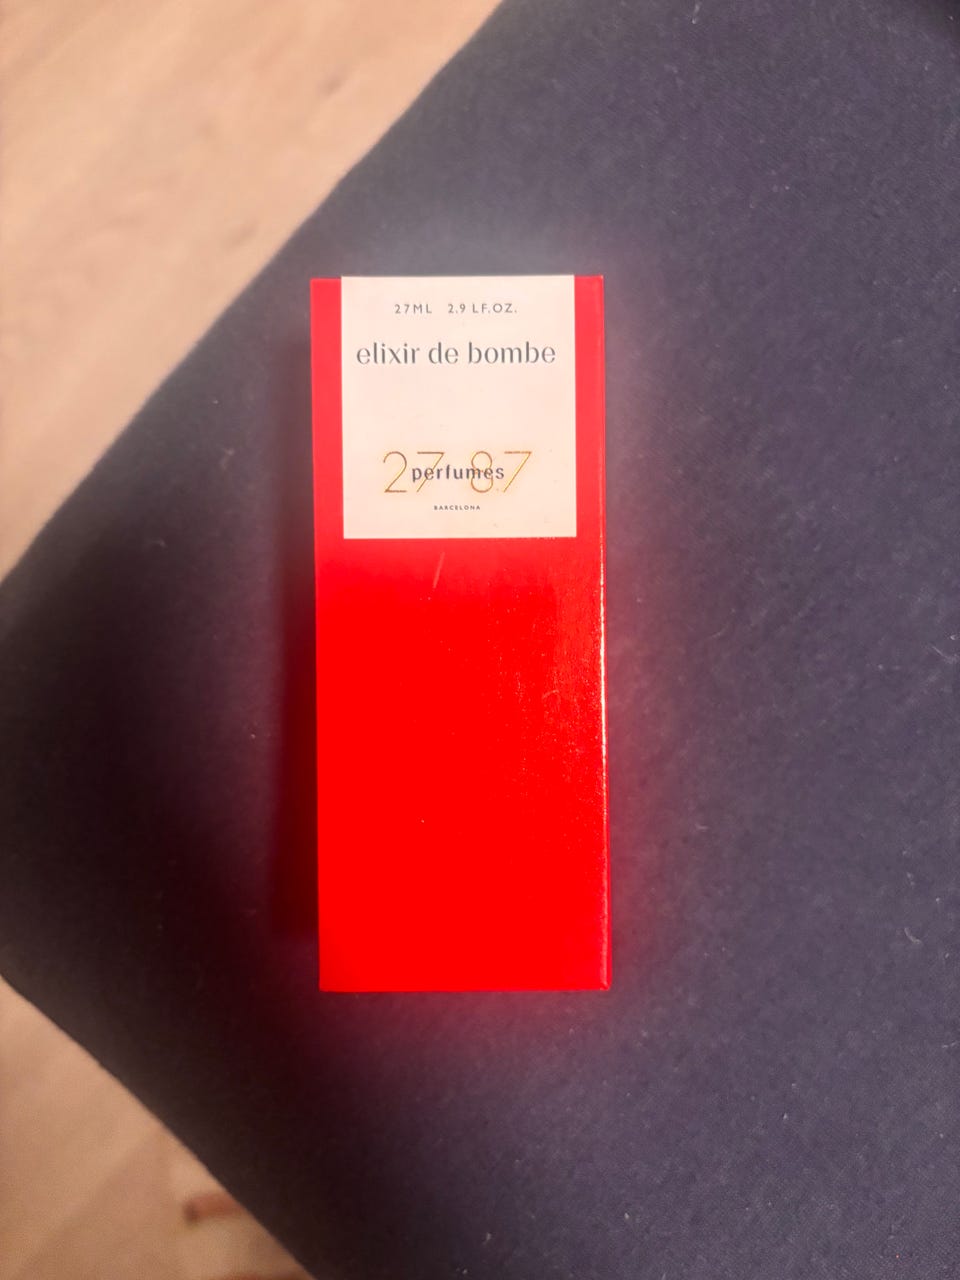 27ML 2.9 LF.OZ.
elixir de bombe
27 87
perfumes
BARCELONA